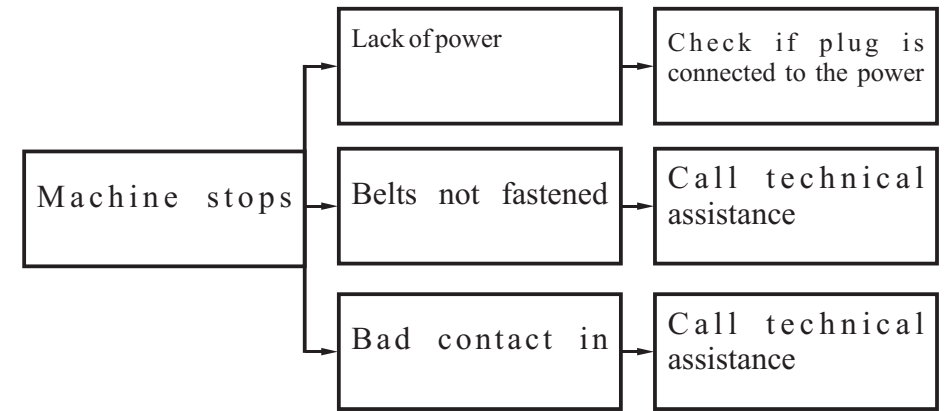 Machine stops
Lack of power
Check if plug is
connected to the power
Belts not fastened
Call technical
assistance
Bad contact in
Call technical
assistance